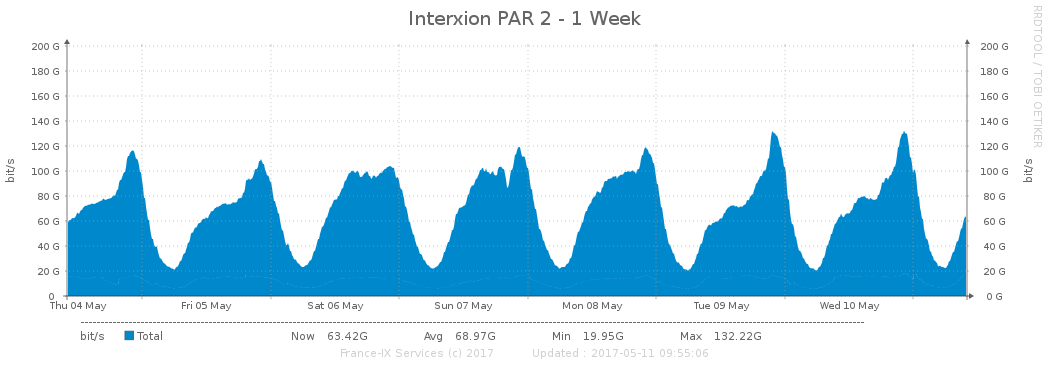 Interxion PAR 2 - 1 Week
RRDTOOL / TOBI OETIKER
bit/s
200 G 200 G
180 G 180 G
160 G 160 G
140 G 140 G
120 G 120 G
100 G 100 G
80 G 80 G
60 G 60 G
40 G 40 G
20 G 20 G
0 0 G
bit/s
Thu 04 May Fri 05 May Sat 06 May Sun 07 May Mon 08 May Tue 09 May Wed 10 May
bit/s Total Now 63.42G Avg 68.97G Min 19.95G Max 132.22G
France-IX Services (c) 2017 Updated : 2017-05-11 09:55:06